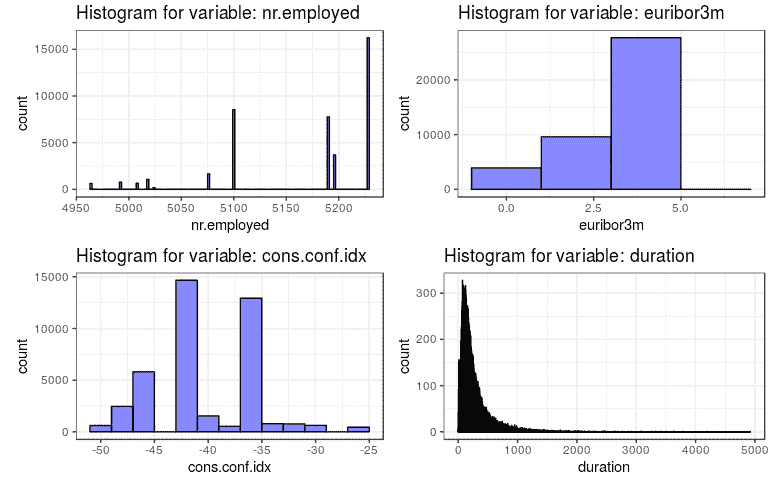 Histogram for variable: nr.employed
count
15000
10000
5000
0
4950 5000 5050 5100 5150 5200
nr.employed
Histogram for variable: euribor3m
count
20000
10000
0
0.0 2.5 5.0
euribor3m
Histogram for variable: cons.conf.idx
count
15000
10000
5000
0
-50 -45 -40 -35 -30 -25
cons.conf.idx
Histogram for variable: duration
count
300
200
100
0
0 1000 2000 3000 4000 5000
duration